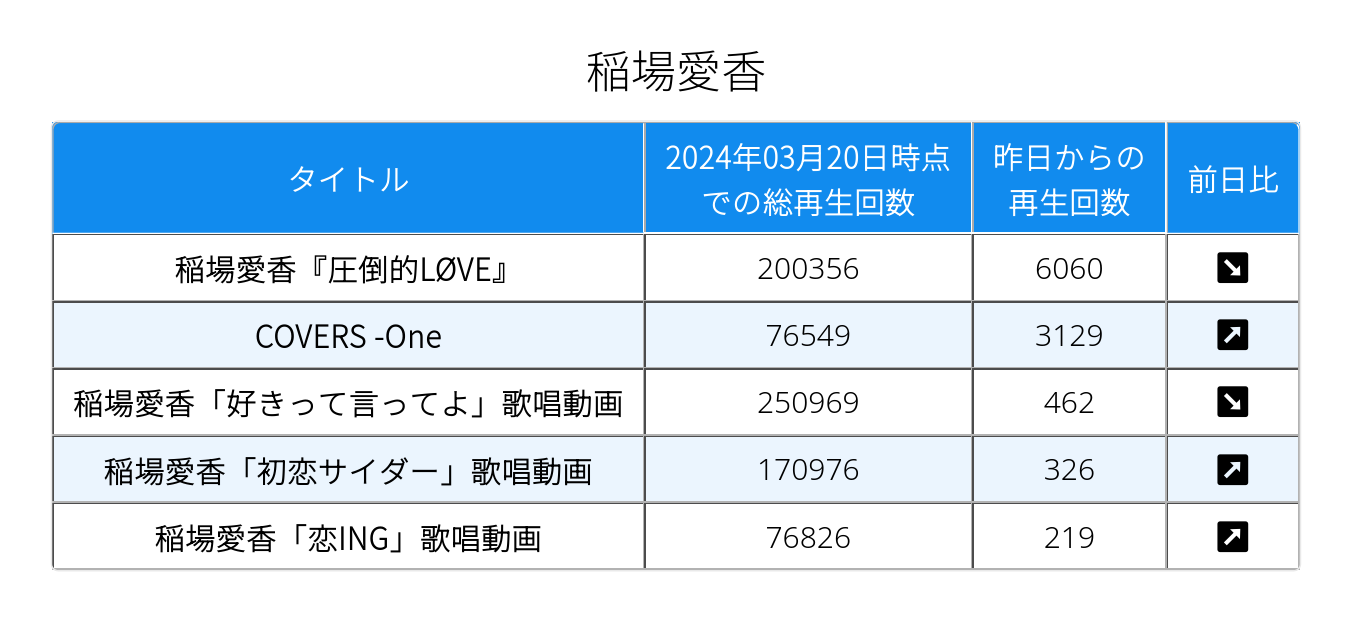 稲場愛香
タイトル
2024年03月20日時点
での総再生回数
昨日からの
再生回数
前日比
稲場愛香『圧倒的LØVE』
200356
6060
COVERS -One
76549
3129
稲場愛香「好きって言ってよ」歌唱動画
250969
462
稲場愛香「初恋サイダー」歌唱動画
170976
326
稲場愛香「恋ING」歌唱動画
76826
219